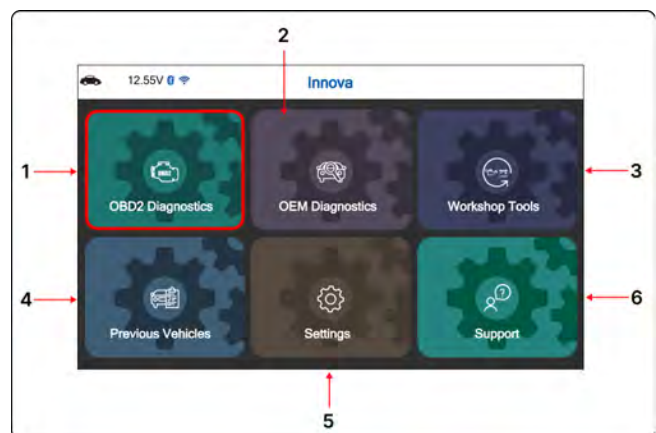 2
12.55V
Innova
1
OBD2 Diagnostics
OEM Diagnostics
Workshop Tools
3
4
Previous Vehicles
Settings
Support
6
5